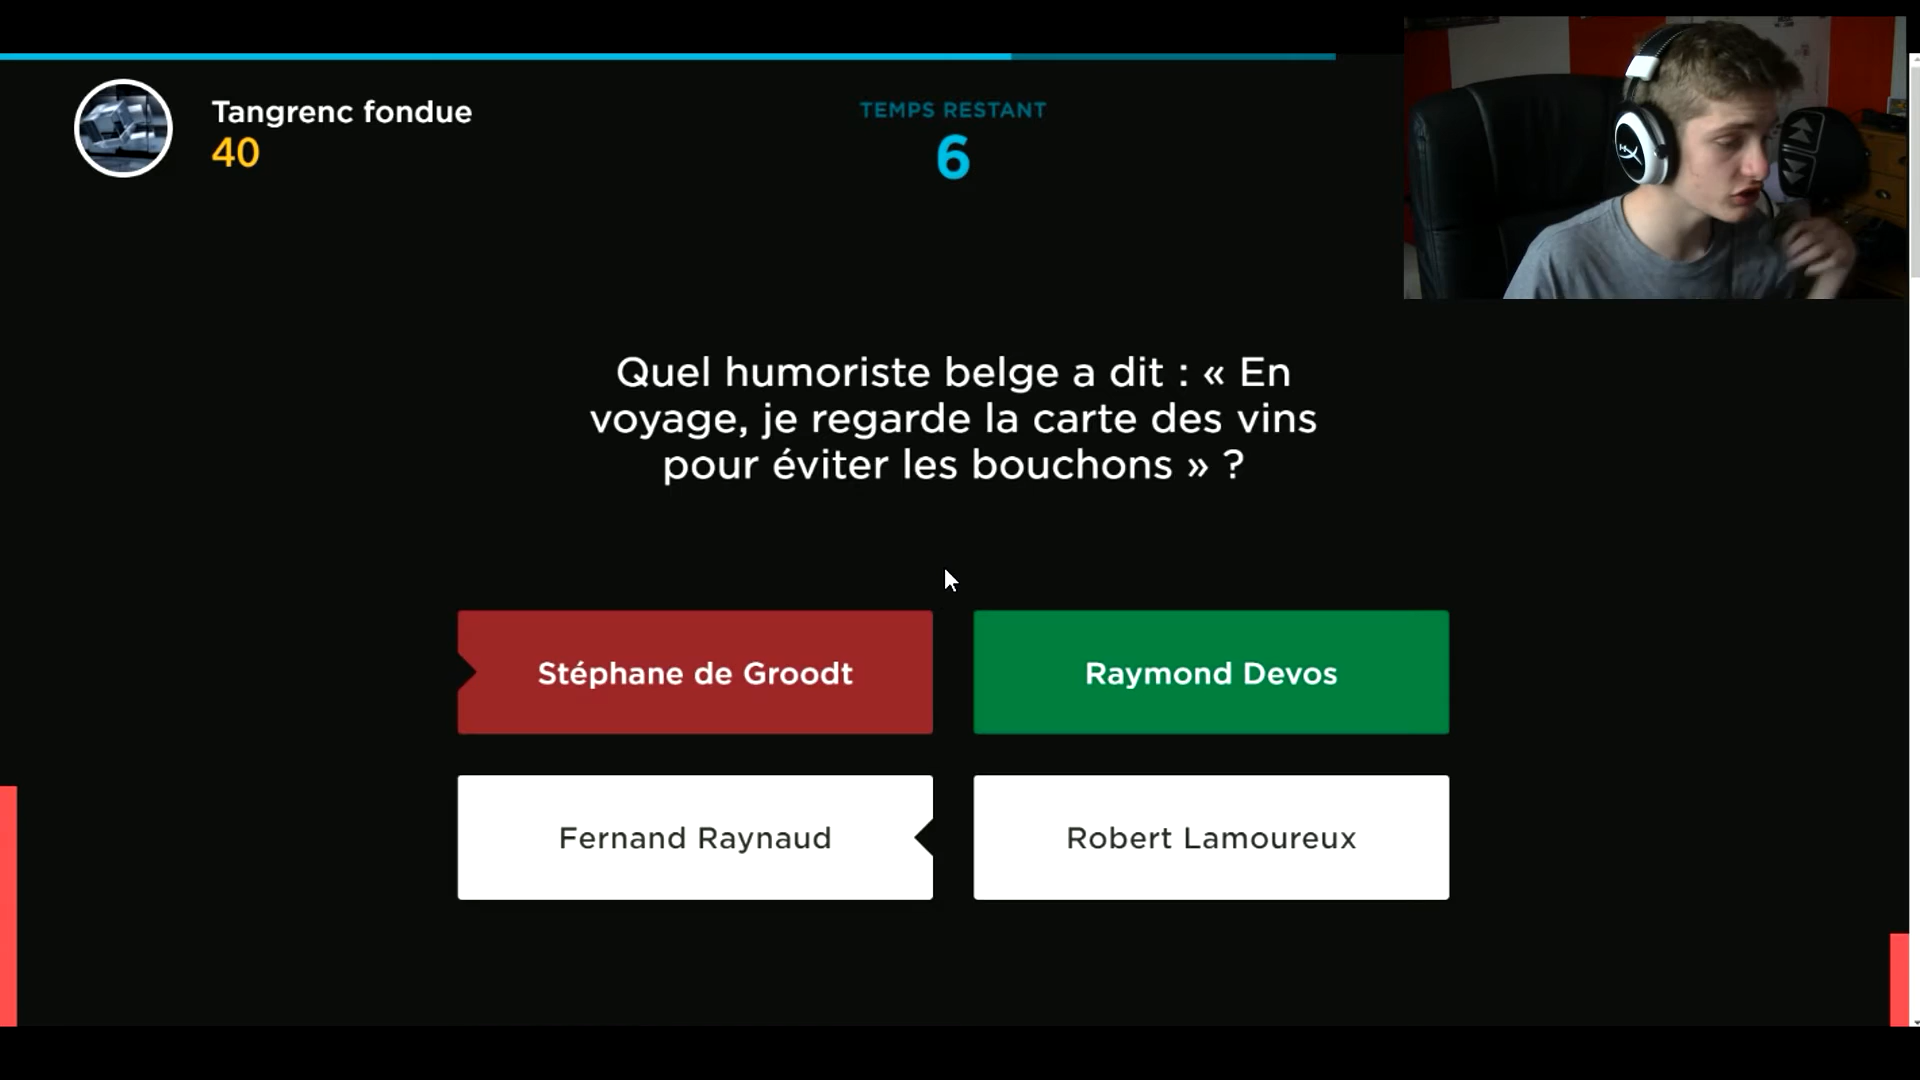 Tangrenc fondue
40
TEMPS RESTANT
6
Quel humoriste belge a dit : « En
voyage, je regarde la carte des vins
pour éviter les bouchons » ?
Stéphane de Groodt
Raymond Devos
Fernand Raynaud
Robert Lamoureux